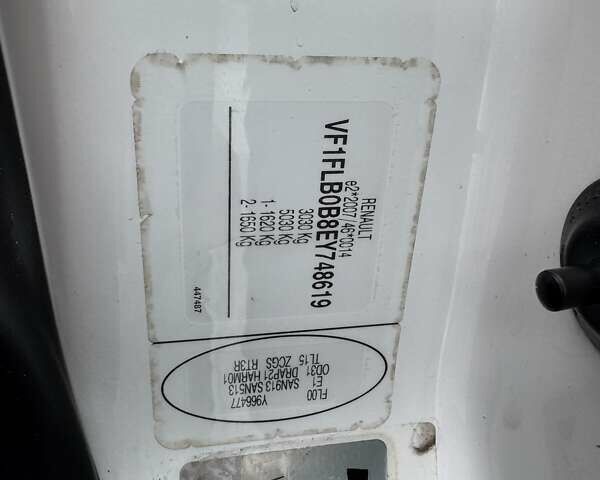 RENAULT
e2*2007/46*0014
VF1FLB0B8EY748619
3030 Kg
5030 Kg
1- 1620 Kg
2- 1650 Kg
447487
FL00
E1 DRAP21 HARM01
OD31 SAN913 SAN513
TL15 ZCGS RT3R
Y966477